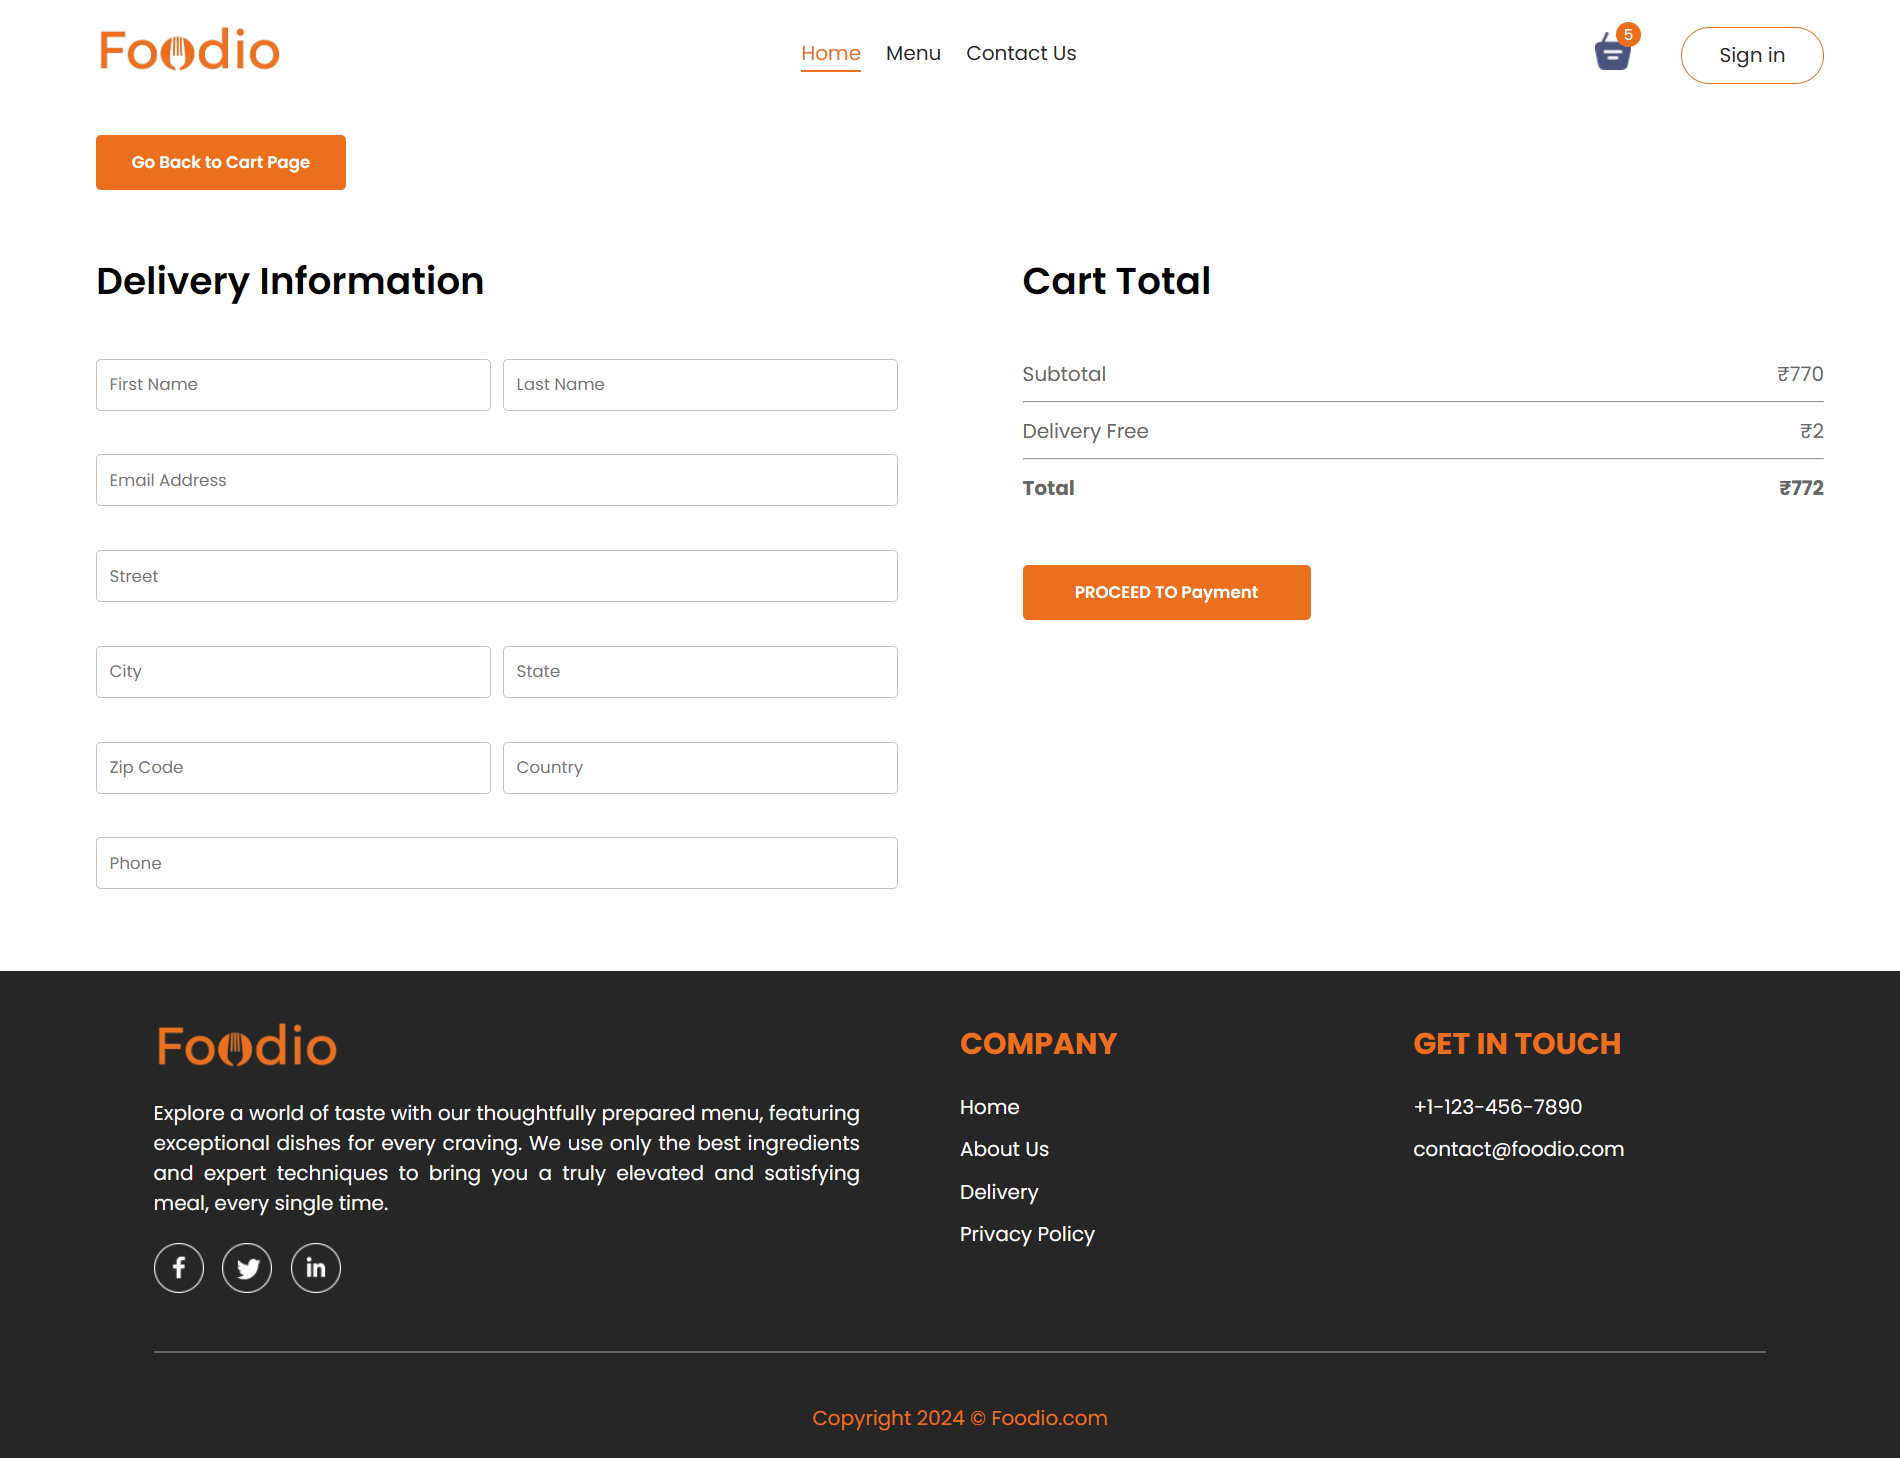 Foodio
Home Menu Contact Us
5
Sign in
Go Back to Cart Page
Delivery Information
First Name
Last Name
Email Address
Street
City
State
Zip Code
Country
Phone
Cart Total
Subtotal ₹770
Delivery Free ₹2
Total ₹772
PROCEED TO Payment
Foodio
Explore a world of taste with our thoughtfully prepared menu, featuring
exceptional dishes for every craving. We use only the best ingredients
and expert techniques to bring you a truly elevated and satisfying
meal, every single time.
f
in
COMPANY
Home
About Us
Delivery
Privacy Policy
GET IN TOUCH
+1-123-456-7890
contact@foodio.com
Copyright 2024 © Foodio.com